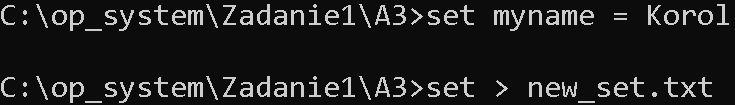 C:\op_system\Zadanie1\A3>set myname = Korol
C:\op_system\Zadanie1\A3>set > new_set.txt